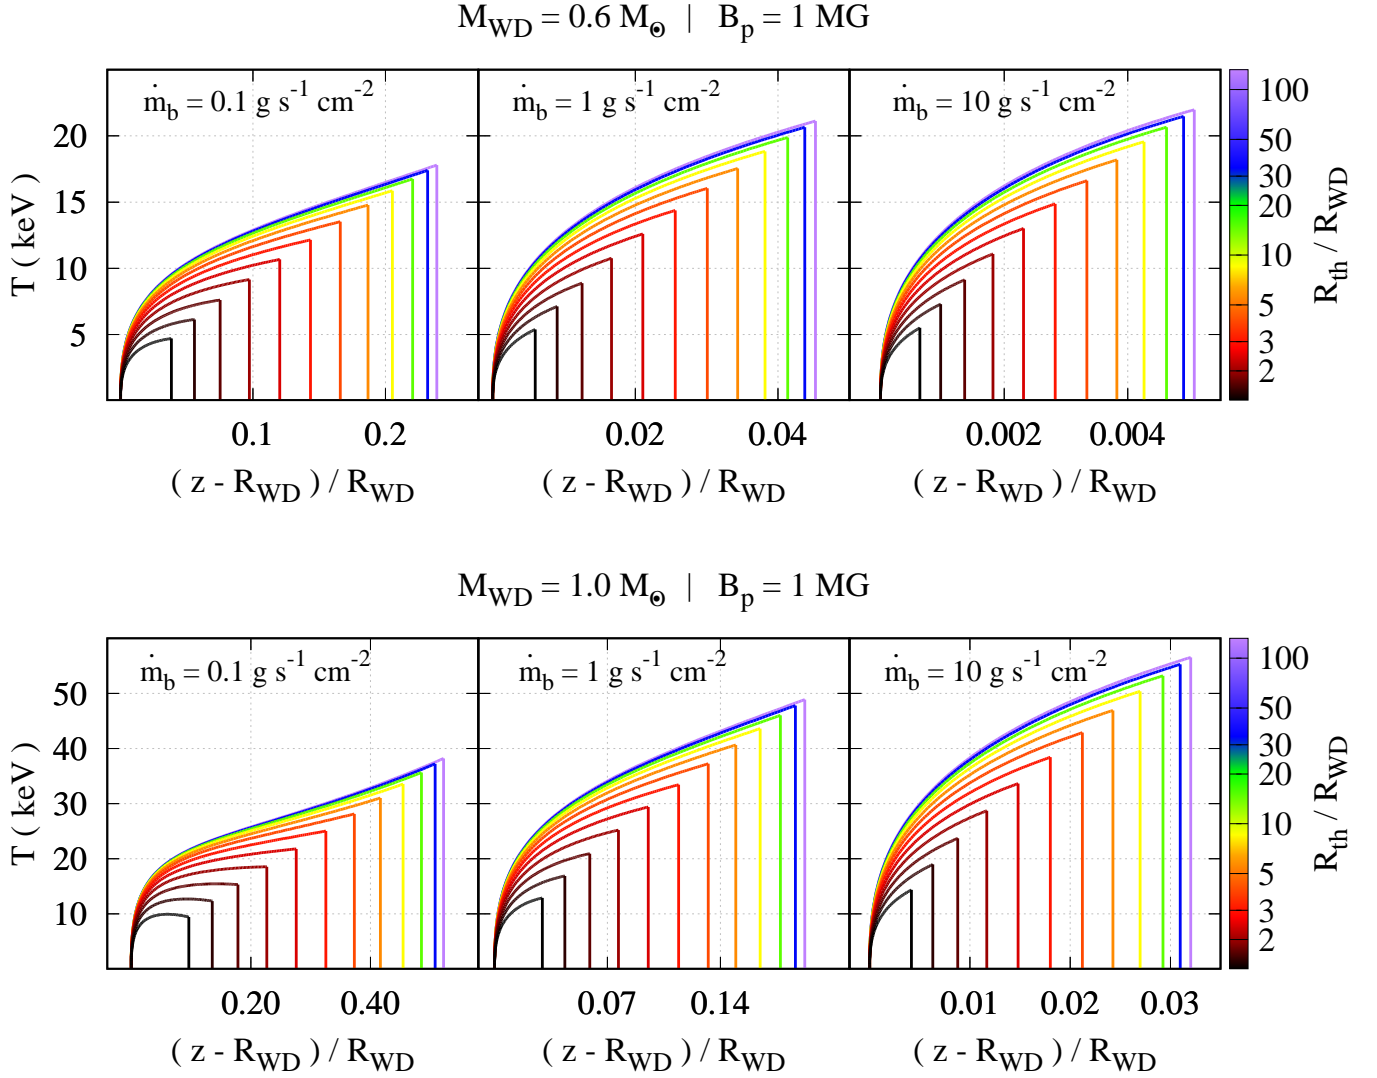 M_WD = 0.6 M_⊙ | B_p = 1 MG
ṁ_b = 0.1 g s^-1 cm^-2
ṁ_b = 1 g s^-1 cm^-2
ṁ_b = 10 g s^-1 cm^-2
T ( keV )
20
15
10
5
0.1 0.2
0.02 0.04
0.002 0.004
( z - R_WD ) / R_WD
( z - R_WD ) / R_WD
( z - R_WD ) / R_WD
100
50
30
20
10
5
3
2
R_th / R_WD
M_WD = 1.0 M_⊙ | B_p = 1 MG
ṁ_b = 0.1 g s^-1 cm^-2
ṁ_b = 1 g s^-1 cm^-2
ṁ_b = 10 g s^-1 cm^-2
T ( keV )
50
40
30
20
10
0.20 0.40
0.07 0.14
0.01 0.02 0.03
( z - R_WD ) / R_WD
( z - R_WD ) / R_WD
( z - R_WD ) / R_WD
100
50
30
20
10
5
3
2
R_th / R_WD